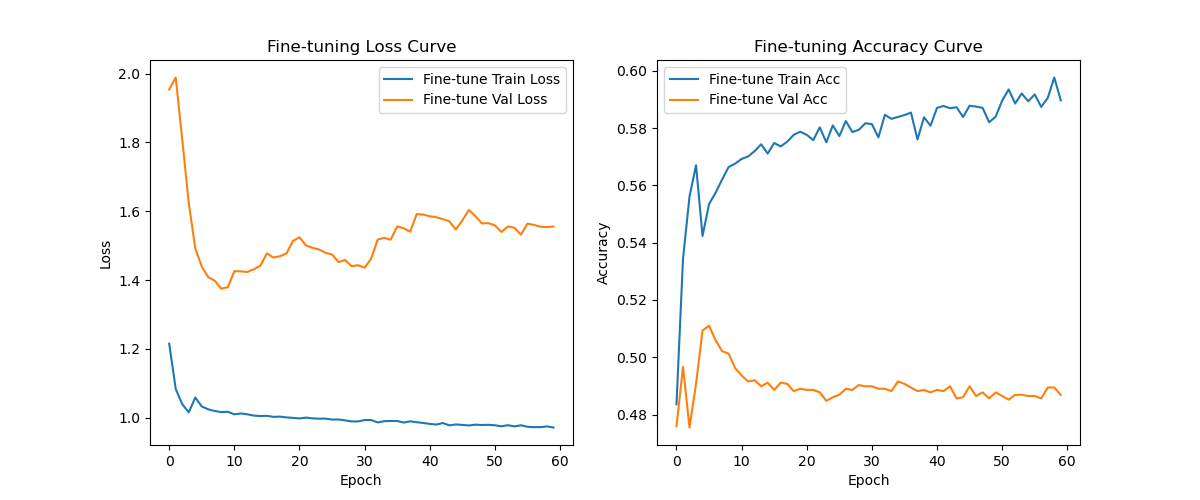 Fine-tuning Loss Curve
Fine-tune Train Loss
Fine-tune Val Loss
2.0
1.8
1.6
1.4
1.2
1.0
Loss
0 10 20 30 40 50 60
Epoch
Fine-tuning Accuracy Curve
Fine-tune Train Acc
Fine-tune Val Acc
0.60
0.58
0.56
0.54
0.52
0.50
0.48
Accuracy
0 10 20 30 40 50 60
Epoch